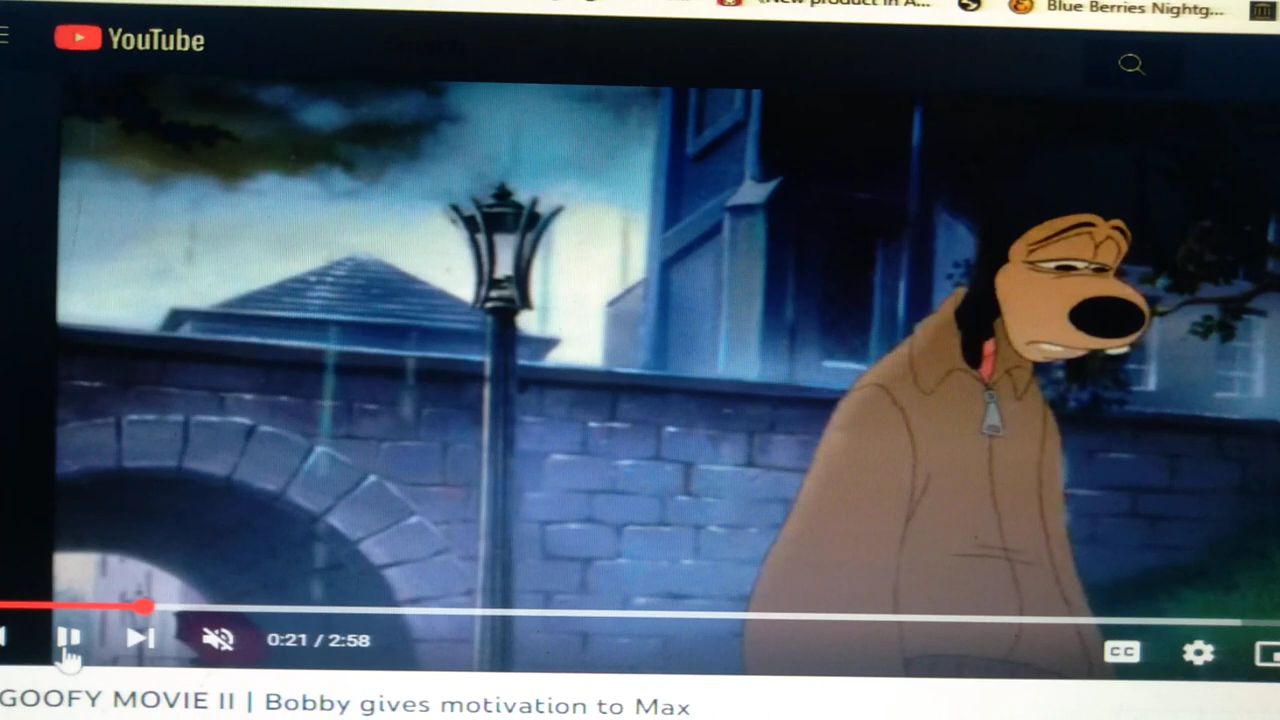 Blue Berries Nightg...
YouTube
0:21 / 2:58
CC
GOOFY MOVIE II | Bobby gives motivation to Max